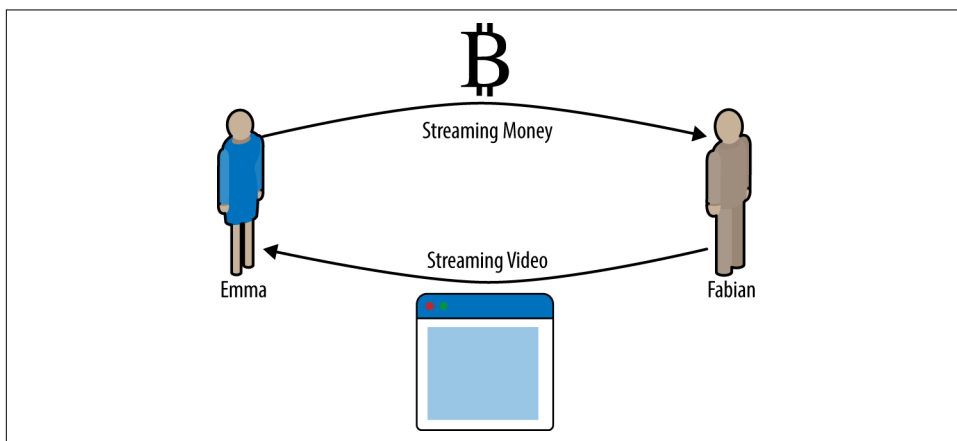 ₿
Streaming Money
Streaming Video
Emma
Fabian